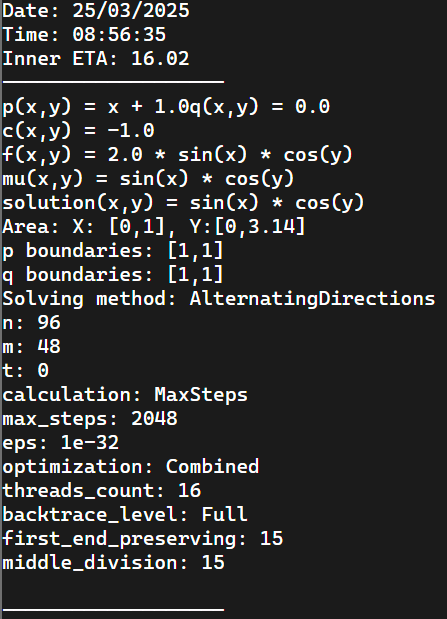 Date: 25/03/2025
Time: 08:56:35
Inner ETA: 16.02
───────────────────
p(x,y) = x + 1.0q(x,y) = 0.0
c(x,y) = -1.0
f(x,y) = 2.0 * sin(x) * cos(y)
mu(x,y) = sin(x) * cos(y)
solution(x,y) = sin(x) * cos(y)
Area: X: [0,1], Y:[0,3.14]
p boundaries: [1,1]
q boundaries: [1,1]
Solving method: AlternatingDirections
n: 96
m: 48
t: 0
calculation: MaxSteps
max_steps: 2048
eps: 1e-32
optimization: Combined
threads_count: 16
backtrace_level: Full
first_end_preserving: 15
middle_division: 15
───────────────────